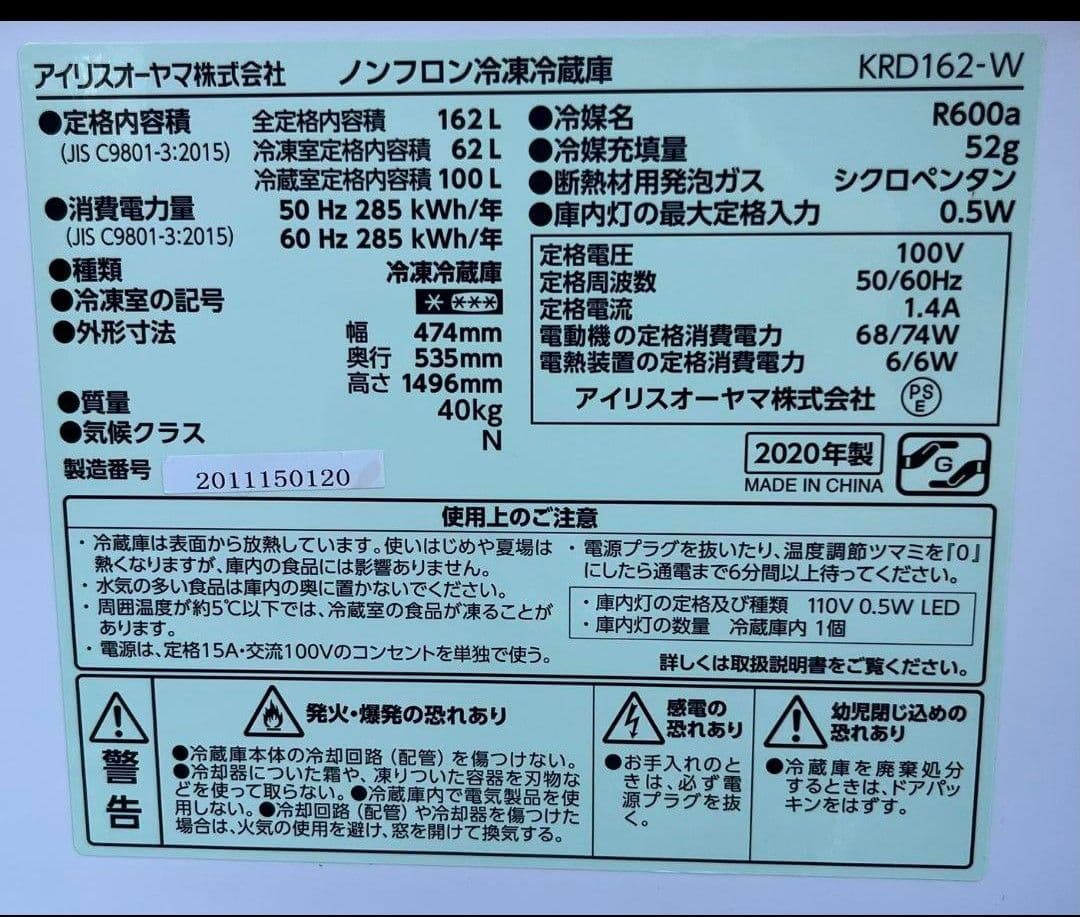 アイリスオーヤマ株式会社 ノンフロン冷凍冷蔵庫 KRD162-W
●定格内容積 全定格内容積 162 L
(JIS C9801-3:2015) 冷凍室定格内容積 62 L
冷蔵室定格内容積 100 L
●消費電力量 50 Hz 285 kWh/年
(JIS C9801-3:2015) 60 Hz 285 kWh/年
●種類 冷凍冷蔵庫
●冷凍室の記号 * ***
●外形寸法 幅 474mm
奥行 535mm
高さ 1496mm
●質量 40kg
●気候クラス N
製造番号 2011150120
●冷媒名 R600a
●冷媒充填量 52g
●断熱材用発泡ガス シクロペンタン
●庫内灯の最大定格入力 0.5W
定格電圧 100V
定格周波数 50/60Hz
定格電流 1.4A
電動機の定格消費電力 68/74W
電熱装置の定格消費電力 6/6W
アイリスオーヤマ株式会社 PSE
2020年製
MADE IN CHINA
G
使用上のご注意
・冷蔵庫は表面から放熱しています。使いはじめや夏場は
熱くなりますが、庫内の食品には影響ありません。
・水気の多い食品は庫内の奥に置かないでください。
・周囲温度が約5℃以下では、冷蔵室の食品が凍ることが
あります。
・電源は、定格15A・交流100Vのコンセントを単独で使う。
・電源プラグを抜いたり、温度調節ツマミを『0』
にしたら通電まで6分間以上待ってください。
・庫内灯の定格及び種類 110V 0.5W LED
・庫内灯の数量 冷蔵庫内 1個
詳しくは取扱説明書をご覧ください。
警告
発火・爆発の恐れあり
●冷蔵庫本体の冷却回路（配管）を傷つけない。
●冷却器についた霜や、凍りついた容器を刃物な
どを使って取らない。●冷蔵庫内で電気製品を使
用しない。●冷却回路（配管）や冷却器を傷つけた
場合は、火気の使用を避け、窓を開けて換気する。
感電の
恐れあり
●お手入れのと
きは、必ず電
源プラグを抜
く。
幼児閉じ込めの
恐れあり
●冷蔵庫を廃棄処分
するときは、ドアパッ
キンをはずす。